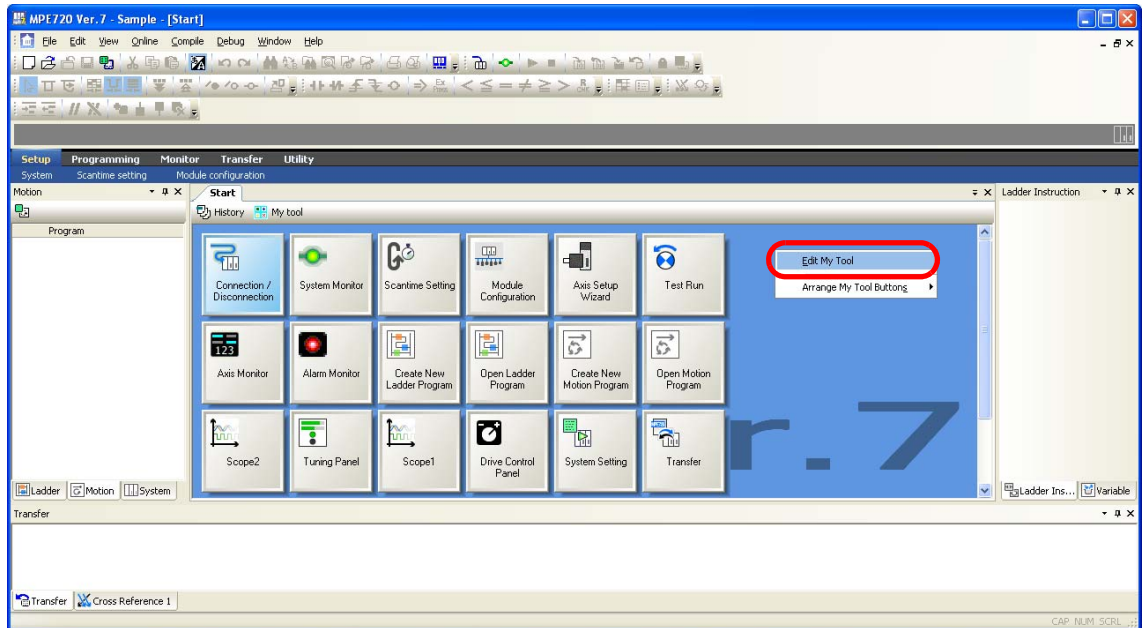 MPE720 Ver. 7 - Sample - [Start]
File Edit View Online Compile Debug Window Help
Setup Programming Monitor Transfer Utility
System Scantime setting Module configuration
Motion
Program
Start
History My tool
Connection / Disconnection
System Monitor
Scantime Setting
Module Configuration
Axis Setup Wizard
Test Run
Edit My Tool
Arrange My Tool Buttons
Axis Monitor
Alarm Monitor
Create New Ladder Program
Open Ladder Program
Create New Motion Program
Open Motion Program
Scope2
Tuning Panel
Scope1
Drive Control Panel
System Setting
Transfer
r.7
Ladder Instruction
Ladder Motion System
Ladder Ins... Variable
Transfer
Transfer Cross Reference 1
CAP NUM SCRL